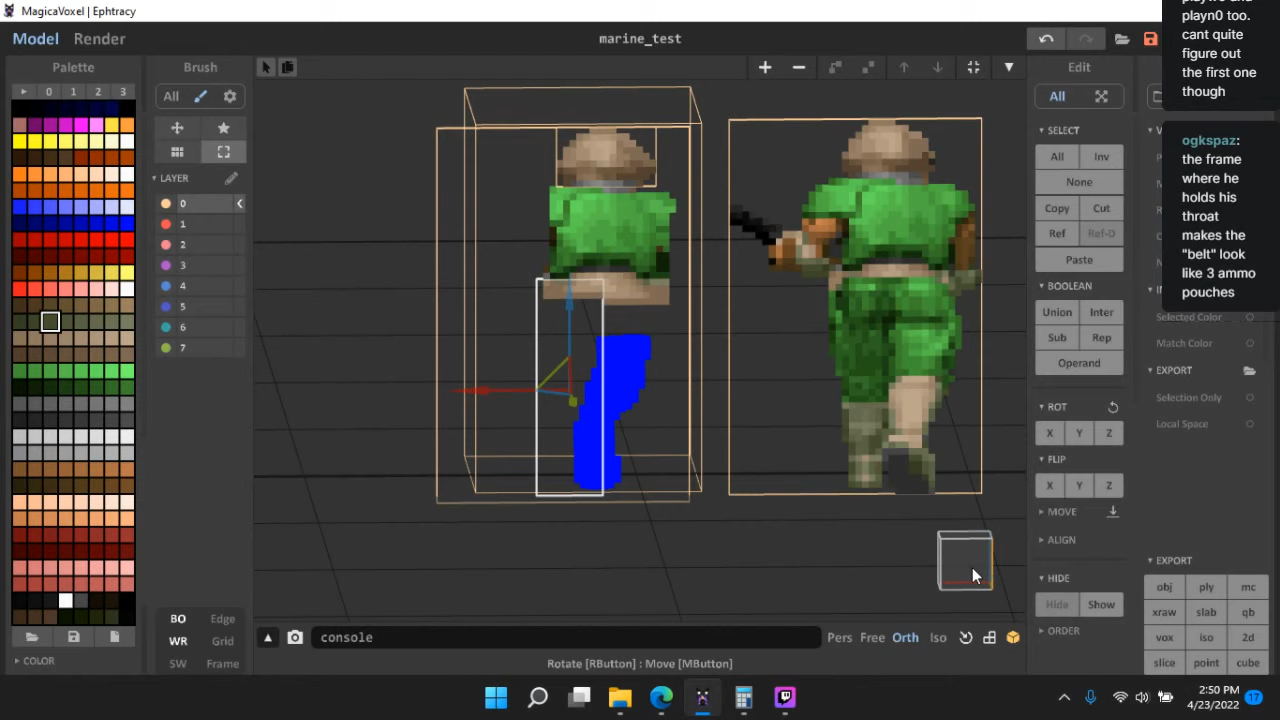 MagicaVoxel | Ephtracy
Model Render
marine_test
playn0 too.
cant quite
figure out
the first one
though
ogkspaz:
the frame
where he
holds his
throat
makes the
"belt" look
like 3 ammo
pouches
Palette
0 1 2 3
COLOR
Brush
All
LAYER
0
1
2
3
4
5
6
7
BO Edge
WR Grid
SW Frame
console
Pers Free Orth Iso
Rotate [RButton] : Move [MButton]
Edit
All
SELECT
All Inv
None
Copy Cut
Ref Ref-D
Paste
BOOLEAN
Union Inter
Sub Rep
Operand
ROT
X Y Z
FLIP
X Y Z
MOVE
ALIGN
HIDE
Hide Show
ORDER
Selected Color
Match Color
EXPORT
Selection Only
Local Space
EXPORT
obj ply mc
xraw slab qb
vox iso 2d
slice point cube
2:50 PM
4/23/2022
17